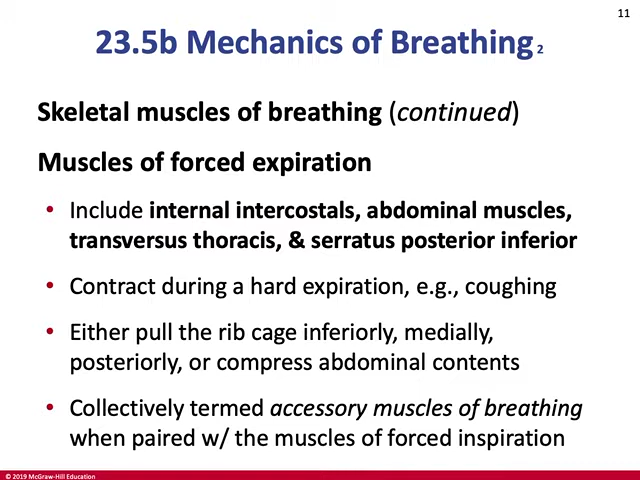 11
23.5b Mechanics of Breathing 2
Skeletal muscles of breathing (continued)
Muscles of forced expiration
• Include internal intercostals, abdominal muscles,
transversus thoracis, & serratus posterior inferior
• Contract during a hard expiration, e.g., coughing
• Either pull the rib cage inferiorly, medially,
posteriorly, or compress abdominal contents
• Collectively termed accessory muscles of breathing
when paired w/ the muscles of forced inspiration
© 2019 McGraw-Hill Education